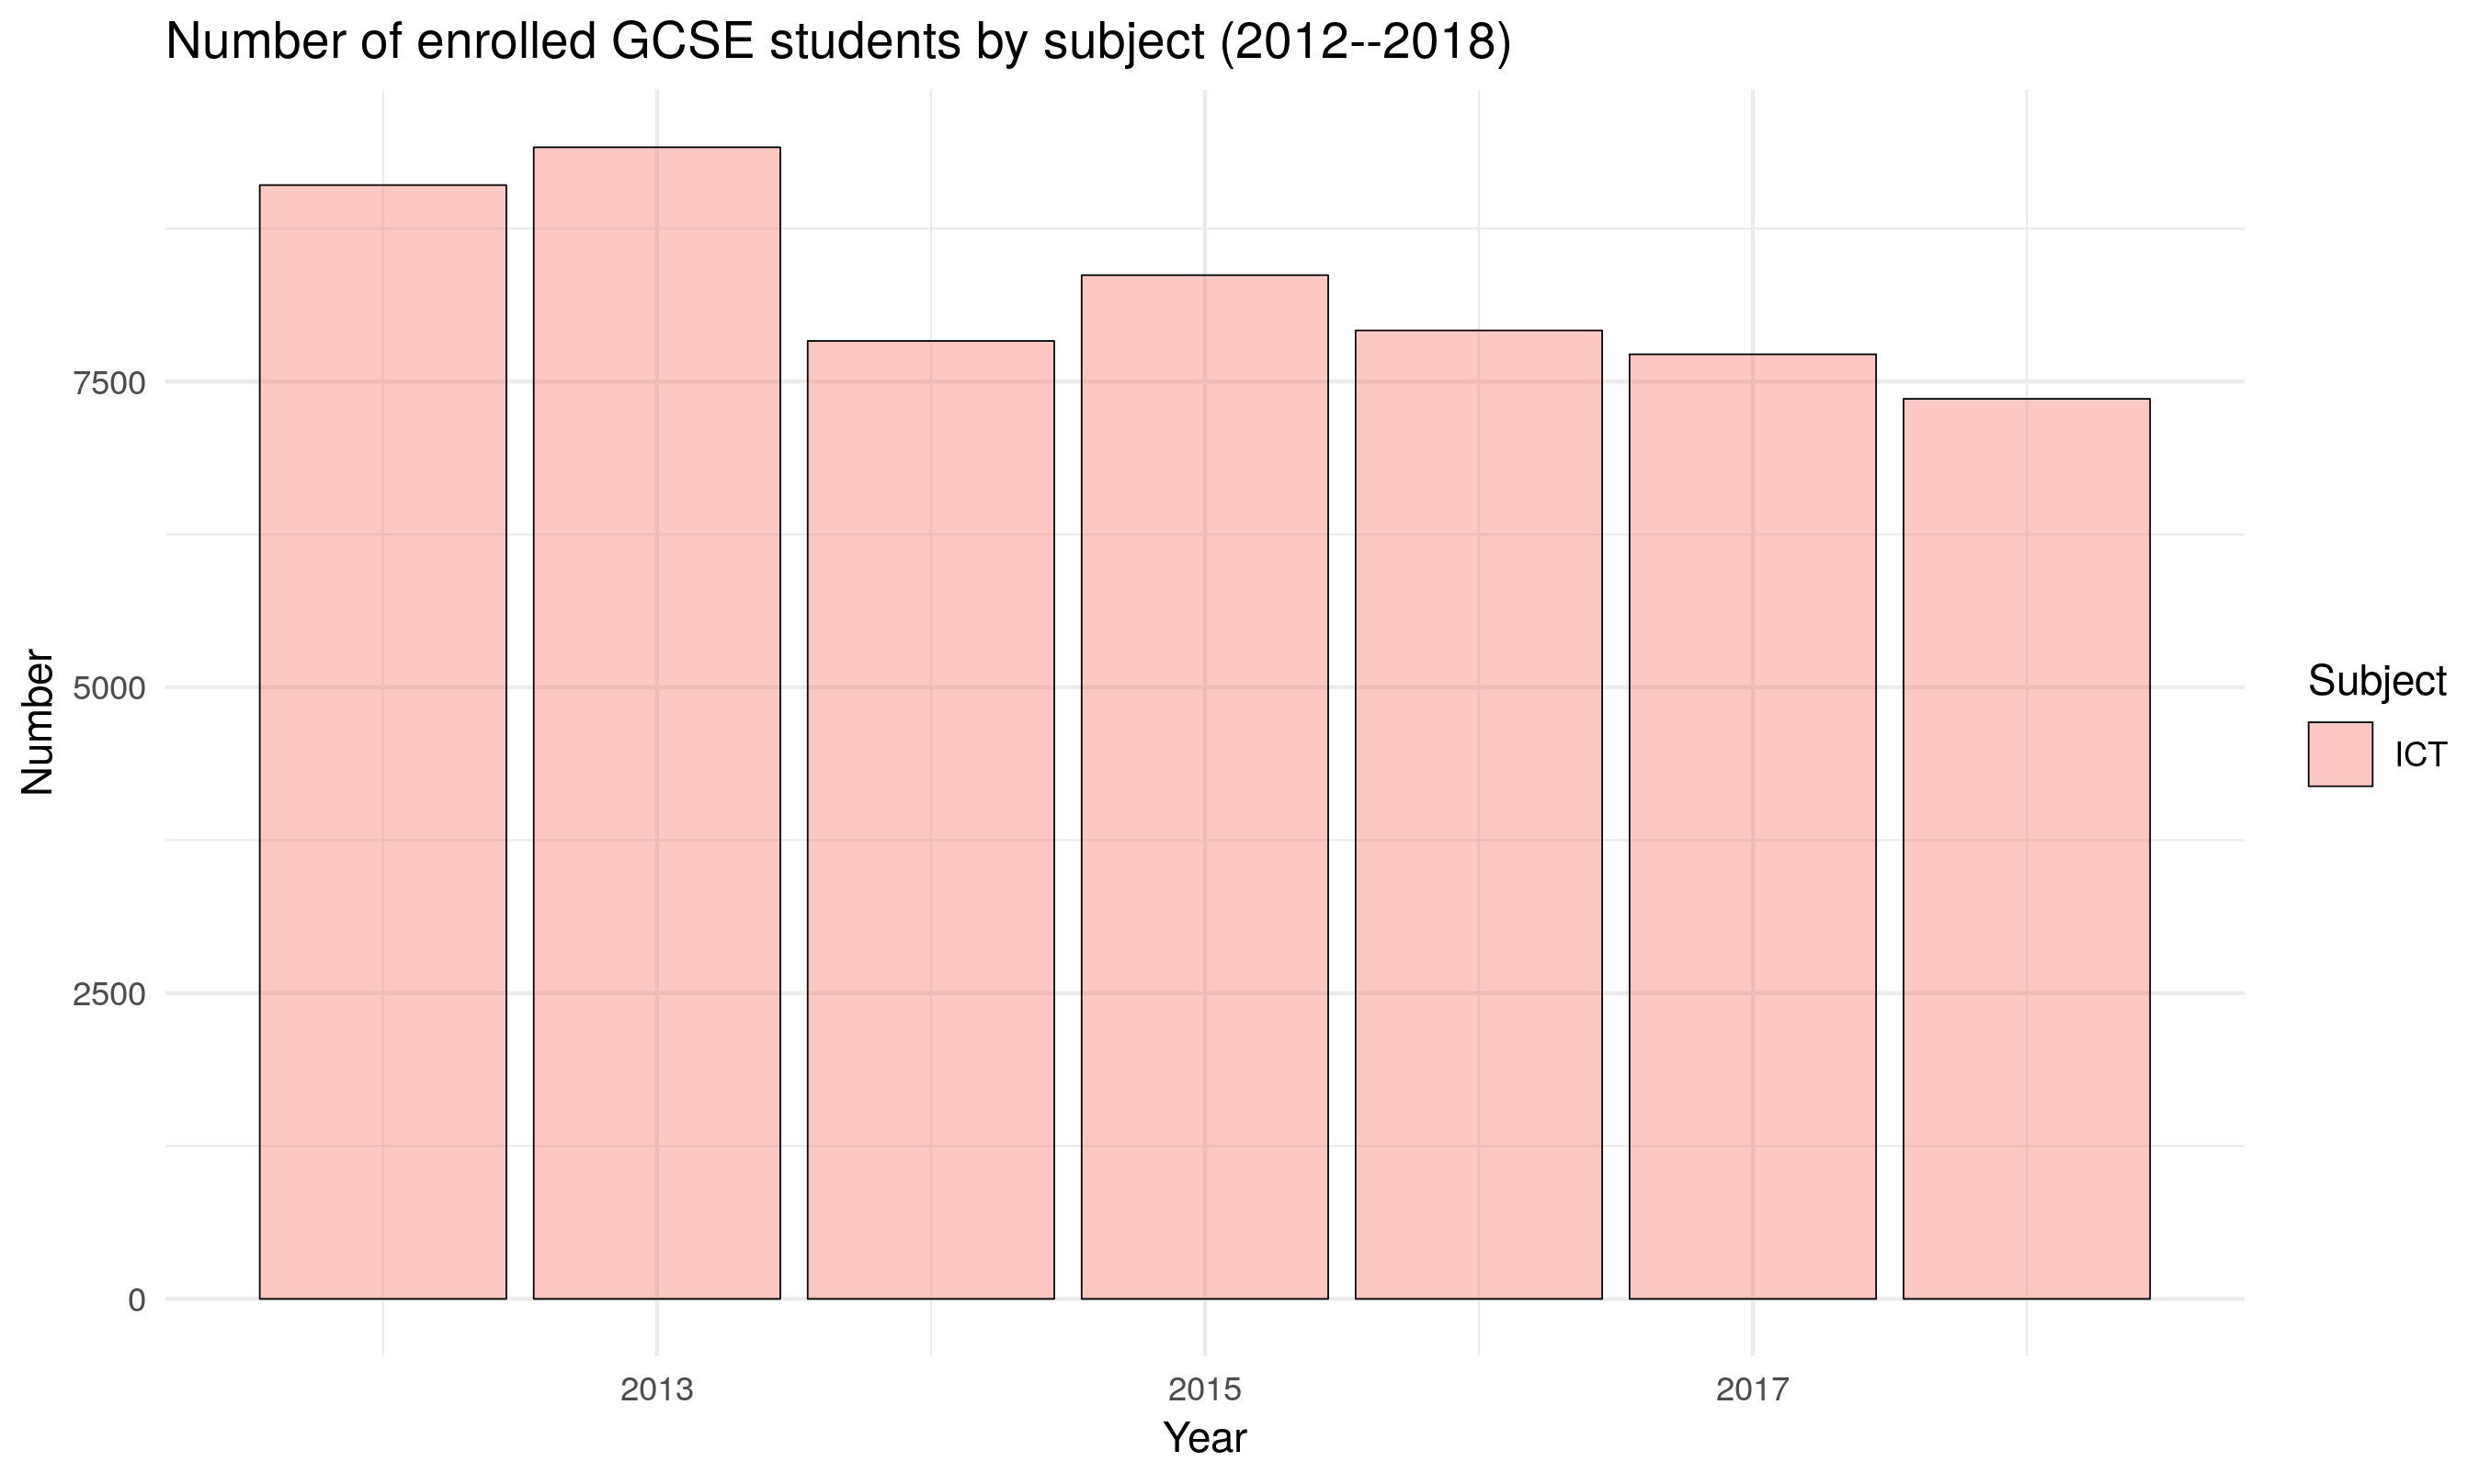 Number of enrolled GCSE students by subject (2012--2018)
7500
5000
2500
0
Number
2013
2015
2017
Year
Subject
ICT